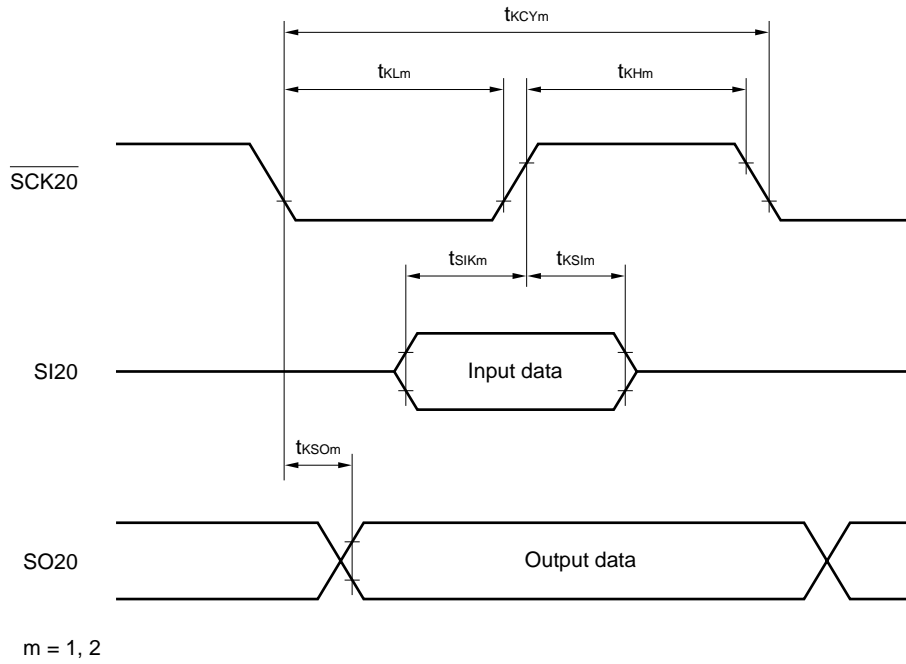 tKCYm
tKLm
tKHm
SCK20
tSIKm
tKSIm
SI20
Input data
tKSOm
SO20
Output data
m = 1, 2